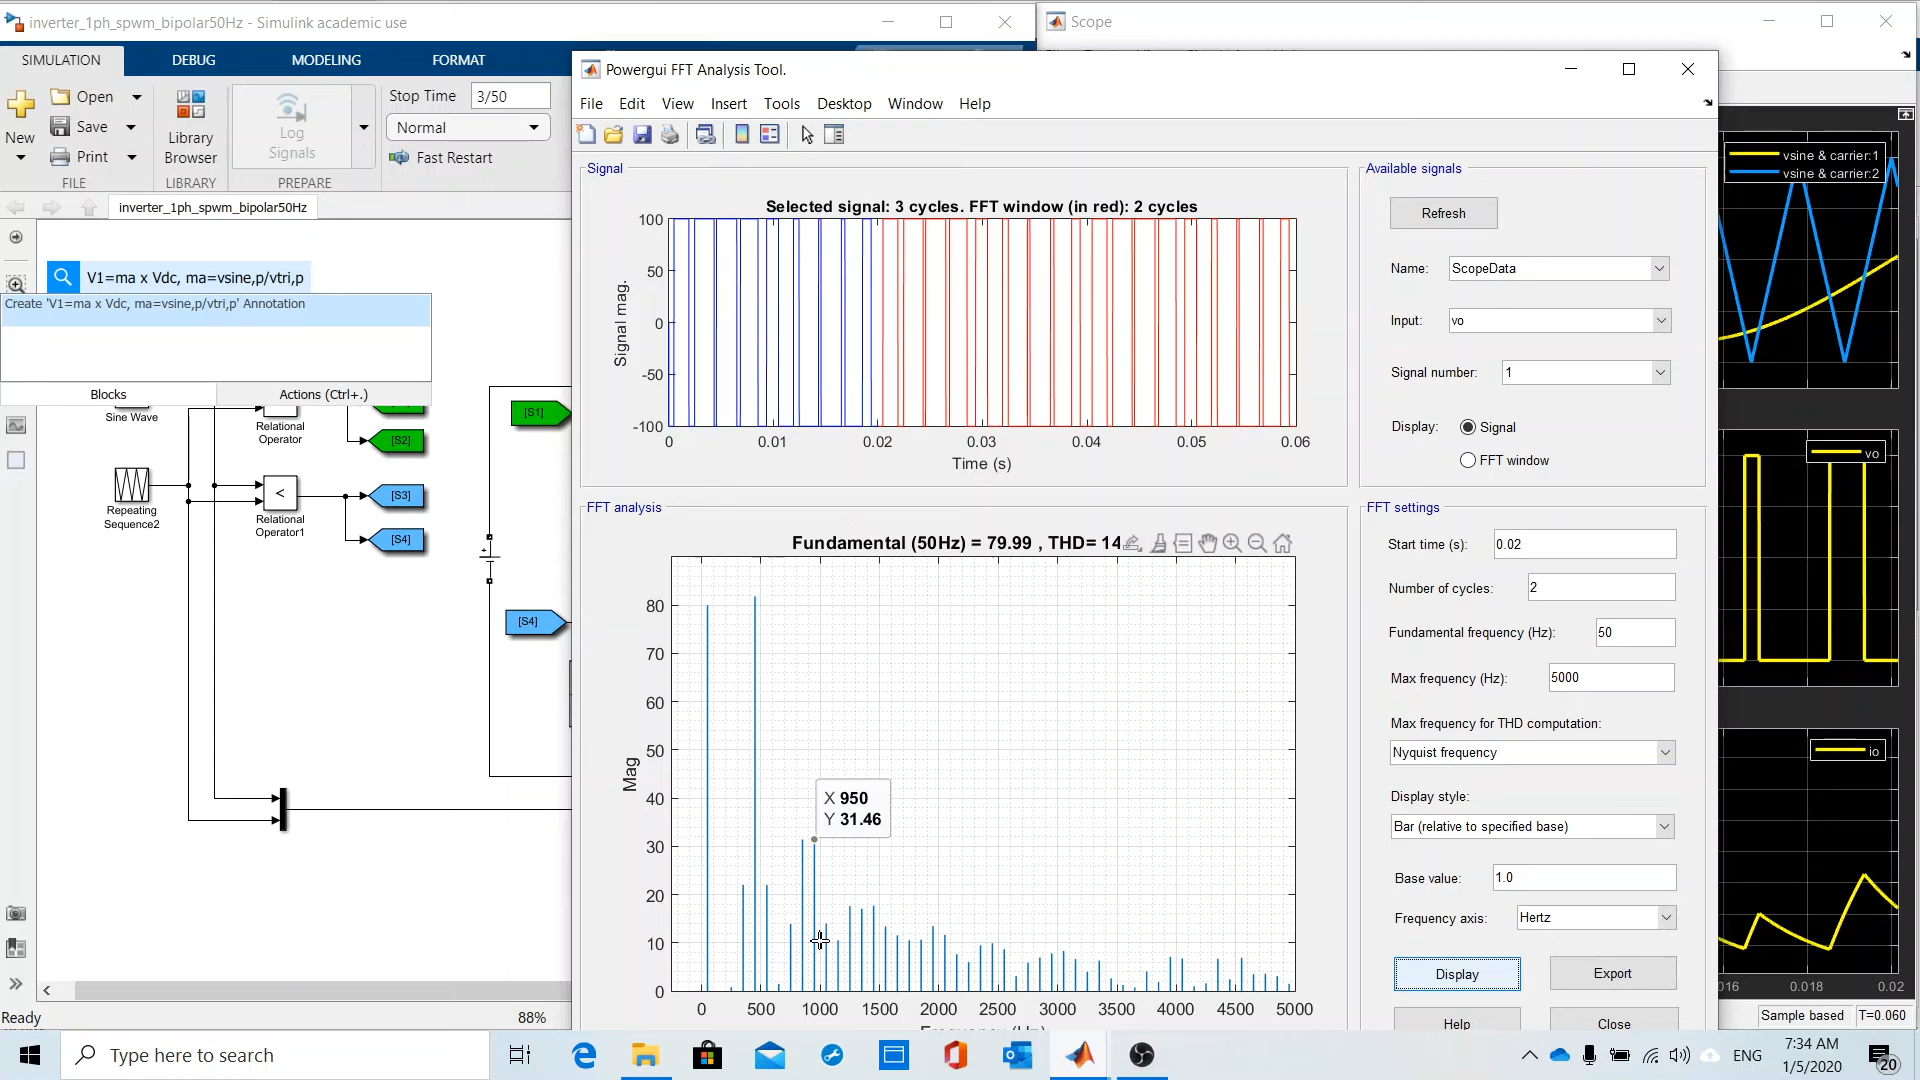 inverter_1ph_spwm_bipolar50Hz - Simulink academic use
Scope
SIMULATION
DEBUG
MODELING
FORMAT
New
Open
Save
Print
FILE
Library
Browser
LIBRARY
Log
Signals
PREPARE
Stop Time
3/50
Normal
Fast Restart
inverter_1ph_spwm_bipolar50Hz
V1=ma x Vdc, ma=vsine,p/vtri,p
Create 'V1=ma x Vdc, ma=vsine,p/vtri,p' Annotation
Blocks
Actions (Ctrl+.)
Sine Wave
Relational
Operator
[S2]
Repeating
Sequence2
<
Relational
Operator1
[S3]
[S4]
[S1]
[S4]
+
Ready
88%
Powergui FFT Analysis Tool.
File
Edit
View
Insert
Tools
Desktop
Window
Help
Signal
Selected signal: 3 cycles. FFT window (in red): 2 cycles
100
50
0
-50
-100
Signal mag.
0
0.01
0.02
0.03
0.04
0.05
0.06
Time (s)
FFT analysis
Fundamental (50Hz) = 79.99 , THD= 14
80
70
60
50
40
30
20
10
0
Mag
X 950
Y 31.46
0
500
1000
1500
2000
2500
3000
3500
4000
4500
5000
Frequency (Hz)
Available signals
Refresh
Name:
ScopeData
Input:
vo
Signal number:
1
Display:
Signal
FFT window
FFT settings
Start time (s):
0.02
Number of cycles:
2
Fundamental frequency (Hz):
50
Max frequency (Hz):
5000
Max frequency for THD computation:
Nyquist frequency
Display style:
Bar (relative to specified base)
Base value:
1.0
Frequency axis:
Hertz
Display
Export
Help
Close
vsine & carrier:1
vsine & carrier:2
vo
io
016
0.018
0.02
Sample based
T=0.060
Type here to search
ENG
7:34 AM
1/5/2020
20